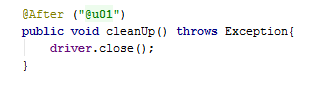 @After ("@u01")
public void cleanUp() throws Exception{
driver.close();
}